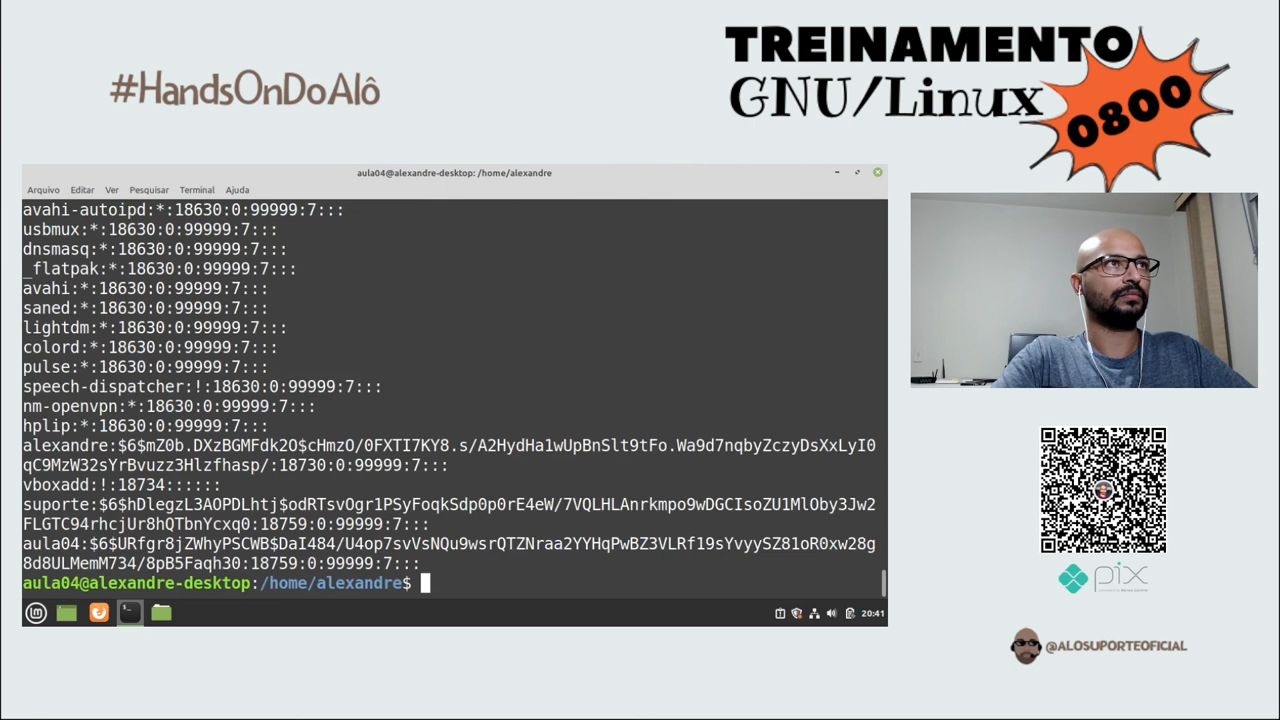 #HandsOnDoAlô
TREINAMENTO
GNU/Linux
0800
aula04@alexandre-desktop: /home/alexandre
Arquivo Editar Ver Pesquisar Terminal Ajuda
avahi-autoipd:*:18630:0:99999:7:::
usbmux:*:18630:0:99999:7:::
dnsmasq:*:18630:0:99999:7:::
_flatpak:*:18630:0:99999:7:::
avahi:*:18630:0:99999:7:::
saned:*:18630:0:99999:7:::
lightdm:*:18630:0:99999:7:::
colord:*:18630:0:99999:7:::
pulse:*:18630:0:99999:7:::
speech-dispatcher:!:18630:0:99999:7:::
nm-openvpn:*:18630:0:99999:7:::
hplip:*:18630:0:99999:7:::
alexandre:$6$mZ0b.DXzBGMFdk2O$cHmzO/0FXTI7KY8.s/A2HydHa1wUpBnSlt9tFo.Wa9d7nqbyZczyDsXxLyI0
qC9MzW32sYrBvuzz3Hlzfhasp/:18730:0:99999:7:::
vboxadd:!:18734::::::
suporte:$6$hDlegzL3AOPDLhtj$odRTsvOgr1PSyFoqkSdp0p0rE4eW/7VQLHLAnrkmpo9wDGCIsoZU1MlOby3Jw2
FLGTC94rhcjUr8hQTbnYcxq0:18759:0:99999:7:::
aula04:$6$URfgr8jZWhyPSCWB$DaI484/U4op7svVsNQu9wsrQTZNraa2YYHqPwBZ3VLRf19sYvyySZ81oR0xw28g
8d8ULMemM734/8pB5Faqh30:18759:0:99999:7:::
aula04@alexandre-desktop:/home/alexandre$
20:41
pix
@ALOSUPORTEOFICIAL